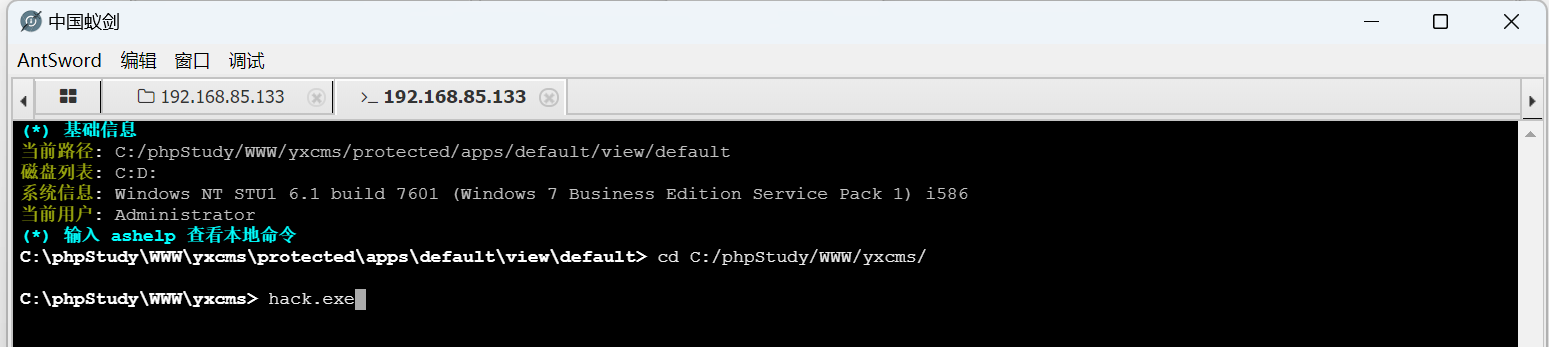 中国蚁剑
AntSword 编辑 窗口 调试
192.168.85.133 >_ 192.168.85.133
(*) 基础信息
当前路径: C:/phpStudy/WWW/yxcms/protected/apps/default/view/default
磁盘列表: C:D:
系统信息: Windows NT STU1 6.1 build 7601 (Windows 7 Business Edition Service Pack 1) i586
当前用户: Administrator
(*) 输入 ashelp 查看本地命令
C:\phpStudy\WWW\yxcms\protected\apps\default\view\default> cd C:/phpStudy/WWW/yxcms/
C:\phpStudy\WWW\yxcms> hack.exe